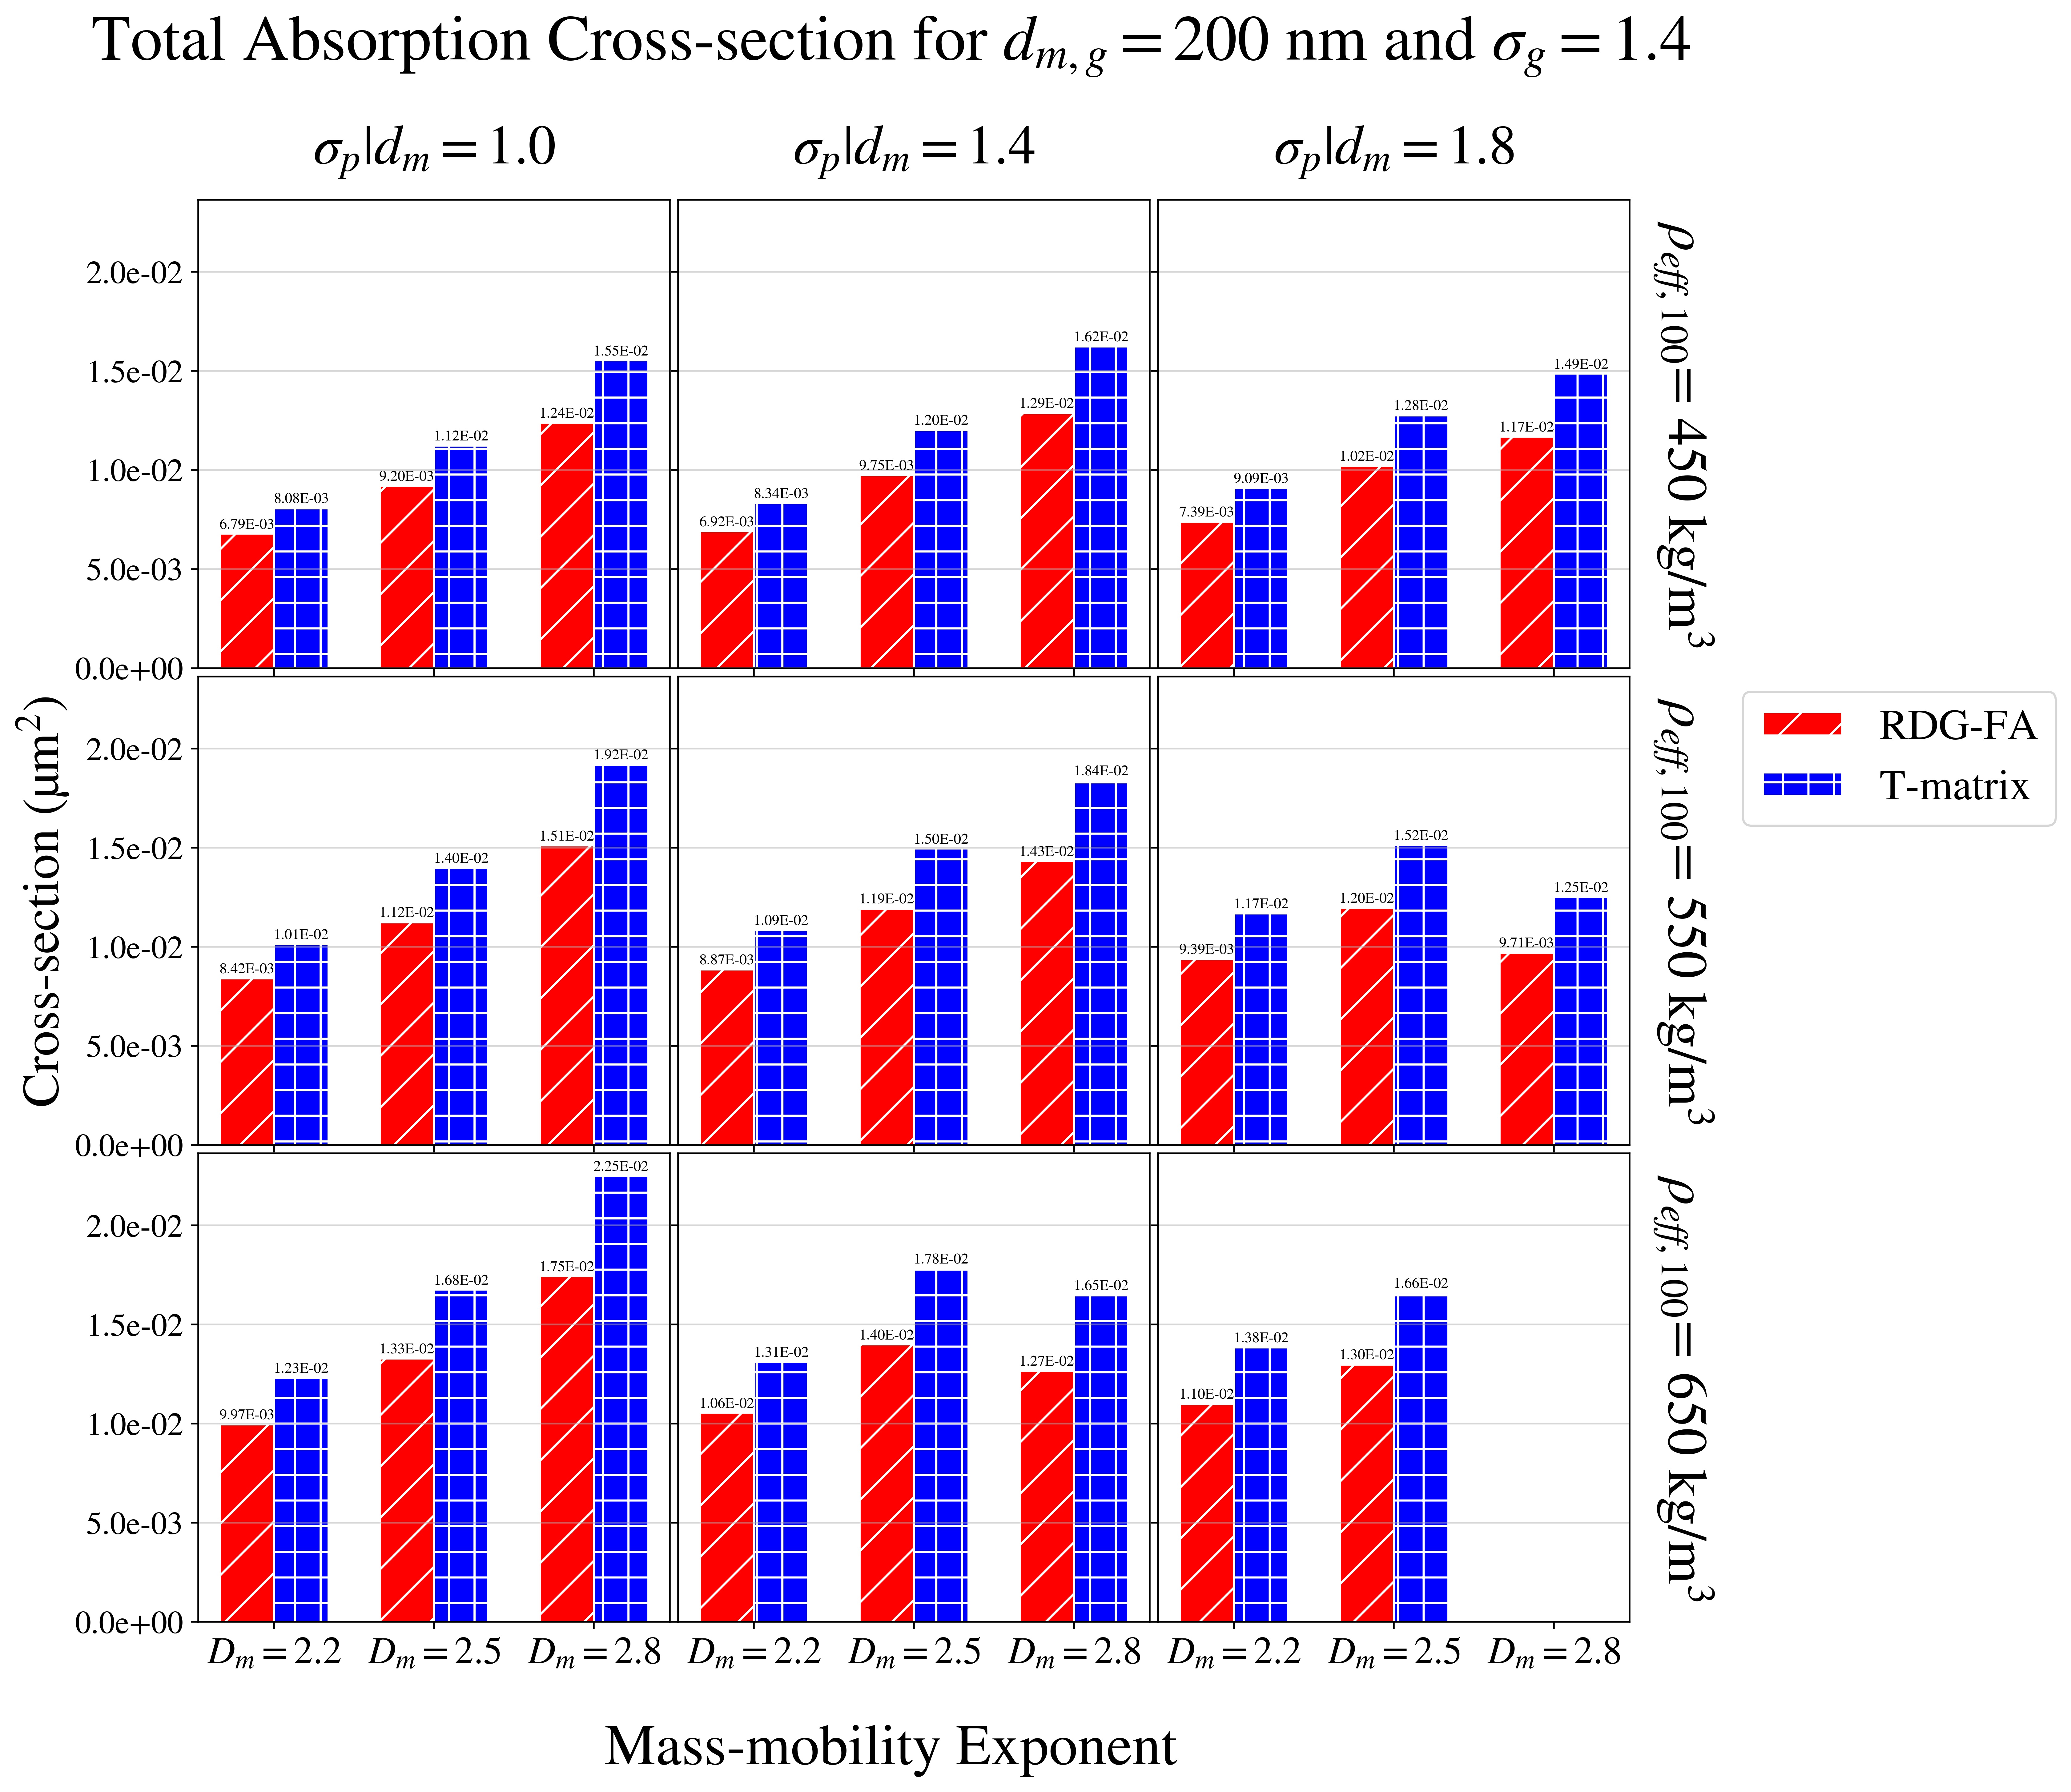 Total Absorption Cross-section for d_{m,g} = 200 nm and σ_g = 1.4
σ_p|d_m = 1.0
σ_p|d_m = 1.4
σ_p|d_m = 1.8
2.0e-02
1.5e-02
1.0e-02
5.0e-03
0.0e+00
6.79E-03
8.08E-03
9.20E-03
1.12E-02
1.24E-02
1.55E-02
6.92E-03
8.34E-03
9.75E-03
1.20E-02
1.29E-02
1.62E-02
7.39E-03
9.09E-03
1.02E-02
1.28E-02
1.17E-02
1.49E-02
ρ_{eff, 100} = 450 kg/m³
Cross-section (µm²)
2.0e-02
1.5e-02
1.0e-02
5.0e-03
0.0e+00
8.42E-03
1.01E-02
1.12E-02
1.40E-02
1.51E-02
1.92E-02
8.87E-03
1.09E-02
1.19E-02
1.50E-02
1.43E-02
1.84E-02
9.39E-03
1.17E-02
1.20E-02
1.52E-02
9.71E-03
1.25E-02
ρ_{eff, 100} = 550 kg/m³
RDG-FA
T-matrix
2.0e-02
1.5e-02
1.0e-02
5.0e-03
0.0e+00
9.97E-03
1.23E-02
1.33E-02
1.68E-02
1.75E-02
2.25E-02
1.06E-02
1.31E-02
1.40E-02
1.78E-02
1.27E-02
1.65E-02
1.10E-02
1.38E-02
1.30E-02
1.66E-02
ρ_{eff, 100} = 650 kg/m³
D_m = 2.2
D_m = 2.5
D_m = 2.8
D_m = 2.2
D_m = 2.5
D_m = 2.8
D_m = 2.2
D_m = 2.5
D_m = 2.8
Mass-mobility Exponent